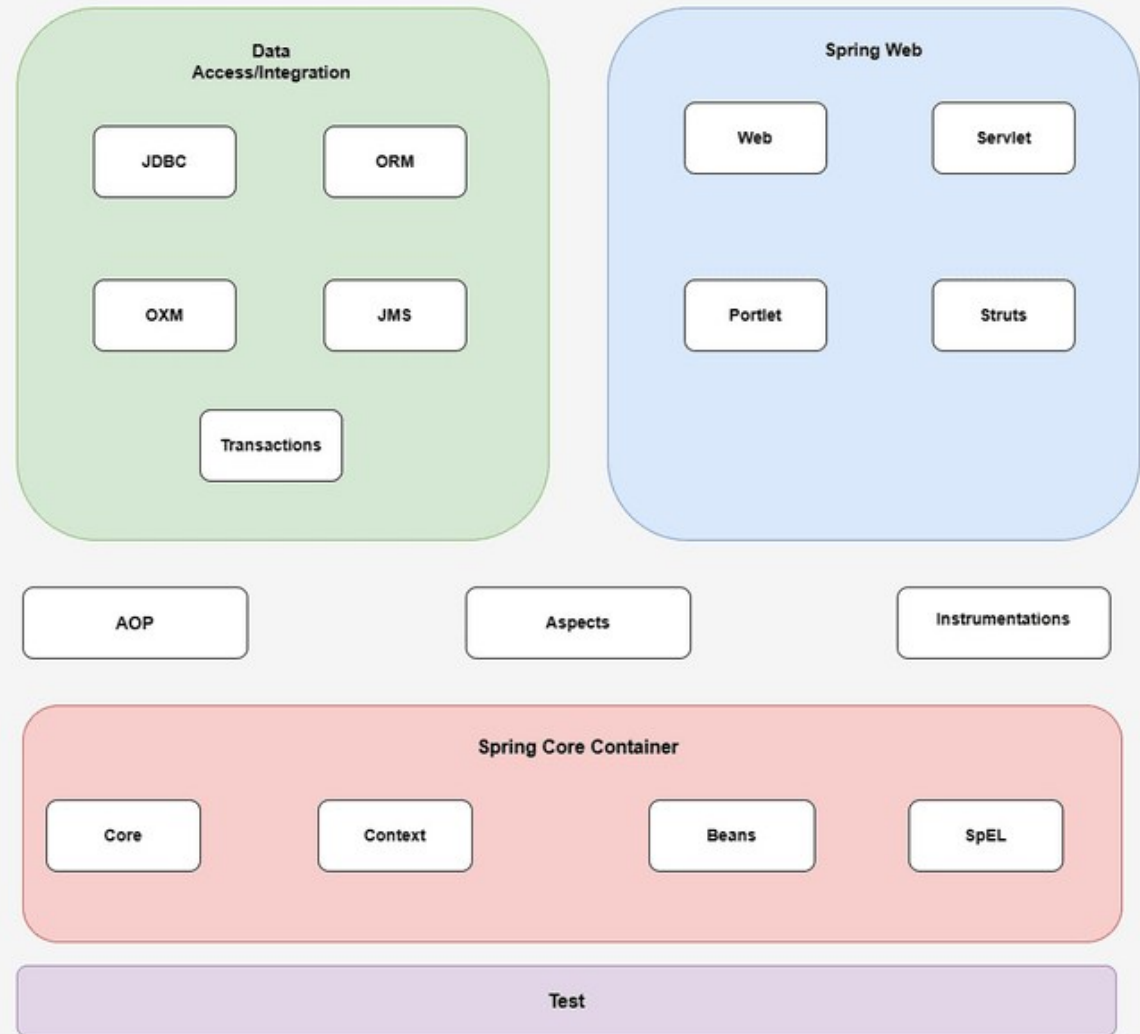 Data
Access/Integration
JDBC
ORM
OXM
JMS
Transactions
Spring Web
Web
Servlet
Portlet
Struts
AOP
Aspects
Instrumentations
Spring Core Container
Core
Context
Beans
SpEL
Test